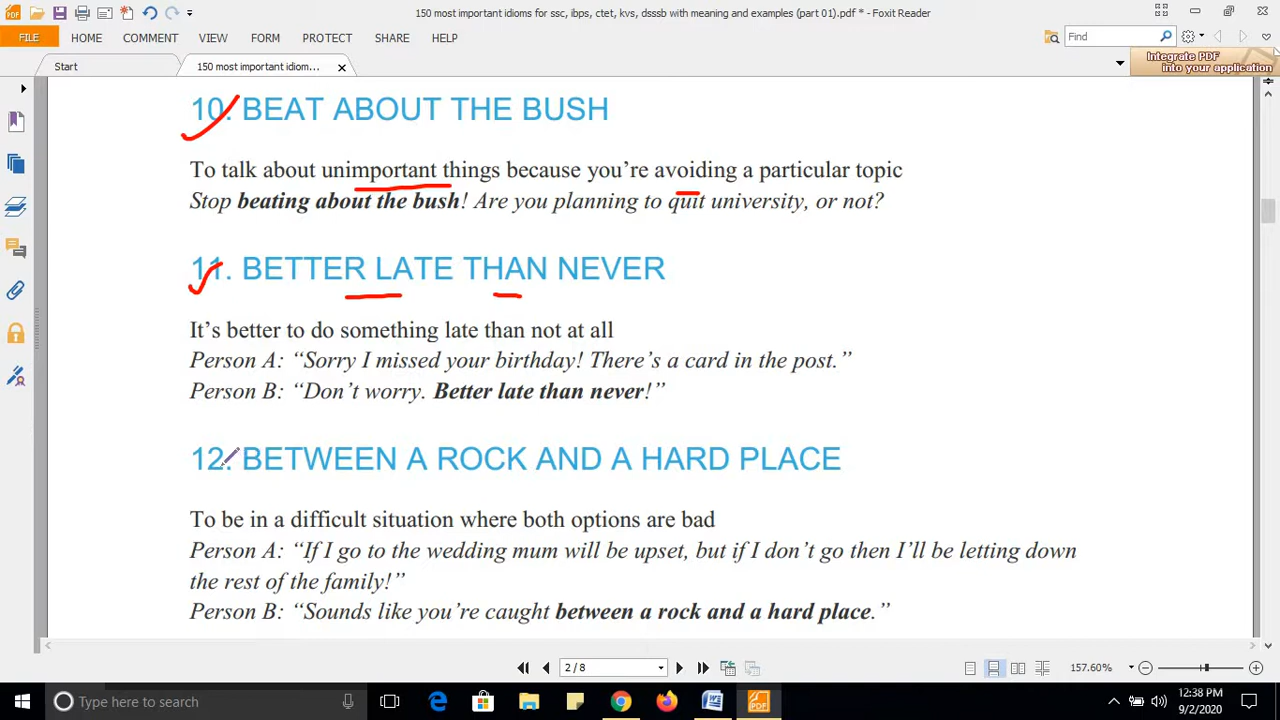 150 most important idioms for ssc, ibps, ctet, kvs, dsssb with meaning and examples (part 01).pdf - Foxit Reader
FILE HOME COMMENT VIEW FORM PROTECT SHARE HELP Find
Start 150 most important idiom... Integrate PDF
into your application
10. BEAT ABOUT THE BUSH
To talk about unimportant things because you're avoiding a particular topic
Stop beating about the bush! Are you planning to quit university, or not?
11. BETTER LATE THAN NEVER
It's better to do something late than not at all
Person A: “Sorry I missed your birthday! There's a card in the post.”
Person B: “Don't worry. Better late than never!”
12. BETWEEN A ROCK AND A HARD PLACE
To be in a difficult situation where both options are bad
Person A: “If I go to the wedding mum will be upset, but if I don't go then I'll be letting down
the rest of the family!”
Person B: “Sounds like you're caught between a rock and a hard place.”
2 / 8 157.60%
Type here to search 12:38 PM
9/2/2020